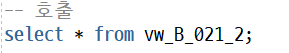 -- 호출
select * from vw_B_021_2;